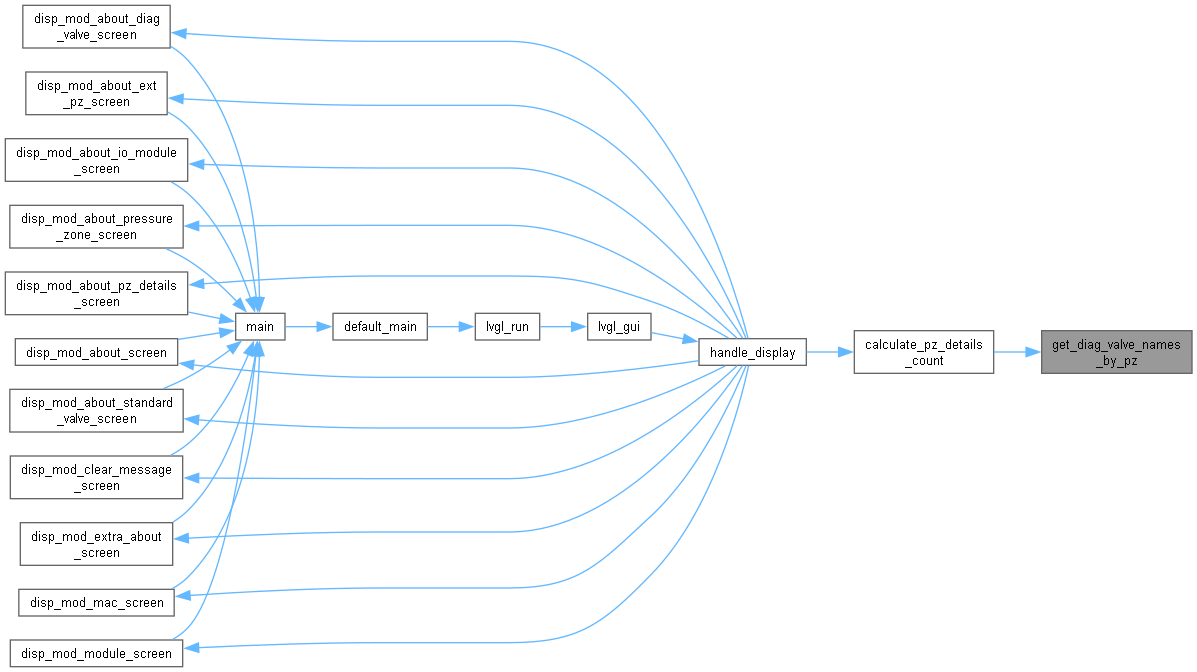 disp_mod_about_diag
_valve_screen
disp_mod_about_ext
_pz_screen
disp_mod_about_io_module
_screen
disp_mod_about_pressure
_zone_screen
disp_mod_about_pz_details
_screen
disp_mod_about_screen
disp_mod_about_standard
_valve_screen
disp_mod_clear_message
_screen
disp_mod_extra_about
_screen
disp_mod_mac_screen
disp_mod_module_screen
main
default_main
lvgl_run
lvgl_gui
handle_display
calculate_pz_details
_count
get_diag_valve_names
_by_pz